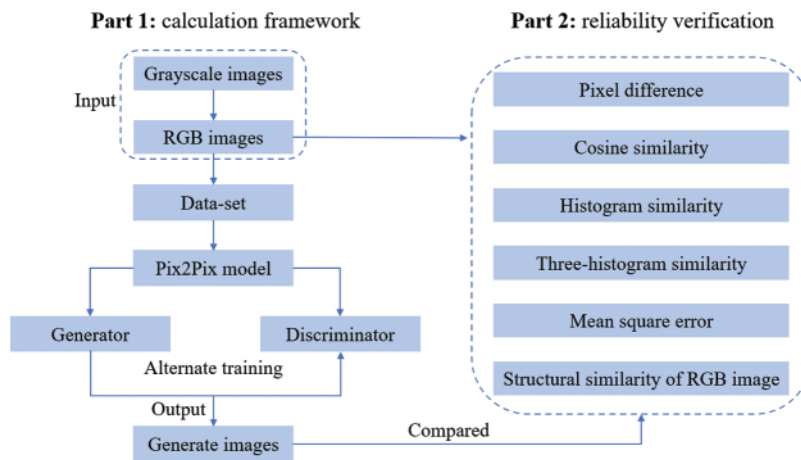 Part 1: calculation framework
Part 2: reliability verification
Input
Grayscale images
RGB images
Data-set
Pix2Pix model
Generator
Discriminator
Alternate training
Output
Generate images
Compared
Pixel difference
Cosine similarity
Histogram similarity
Three-histogram similarity
Mean square error
Structural similarity of RGB image